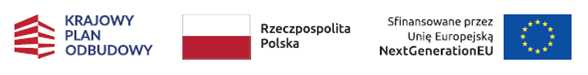 KRAJOWY
PLAN
ODBUDOWY
Rzeczpospolita
Polska
Sfinansowane przez
Unię Europejską
NextGenerationEU